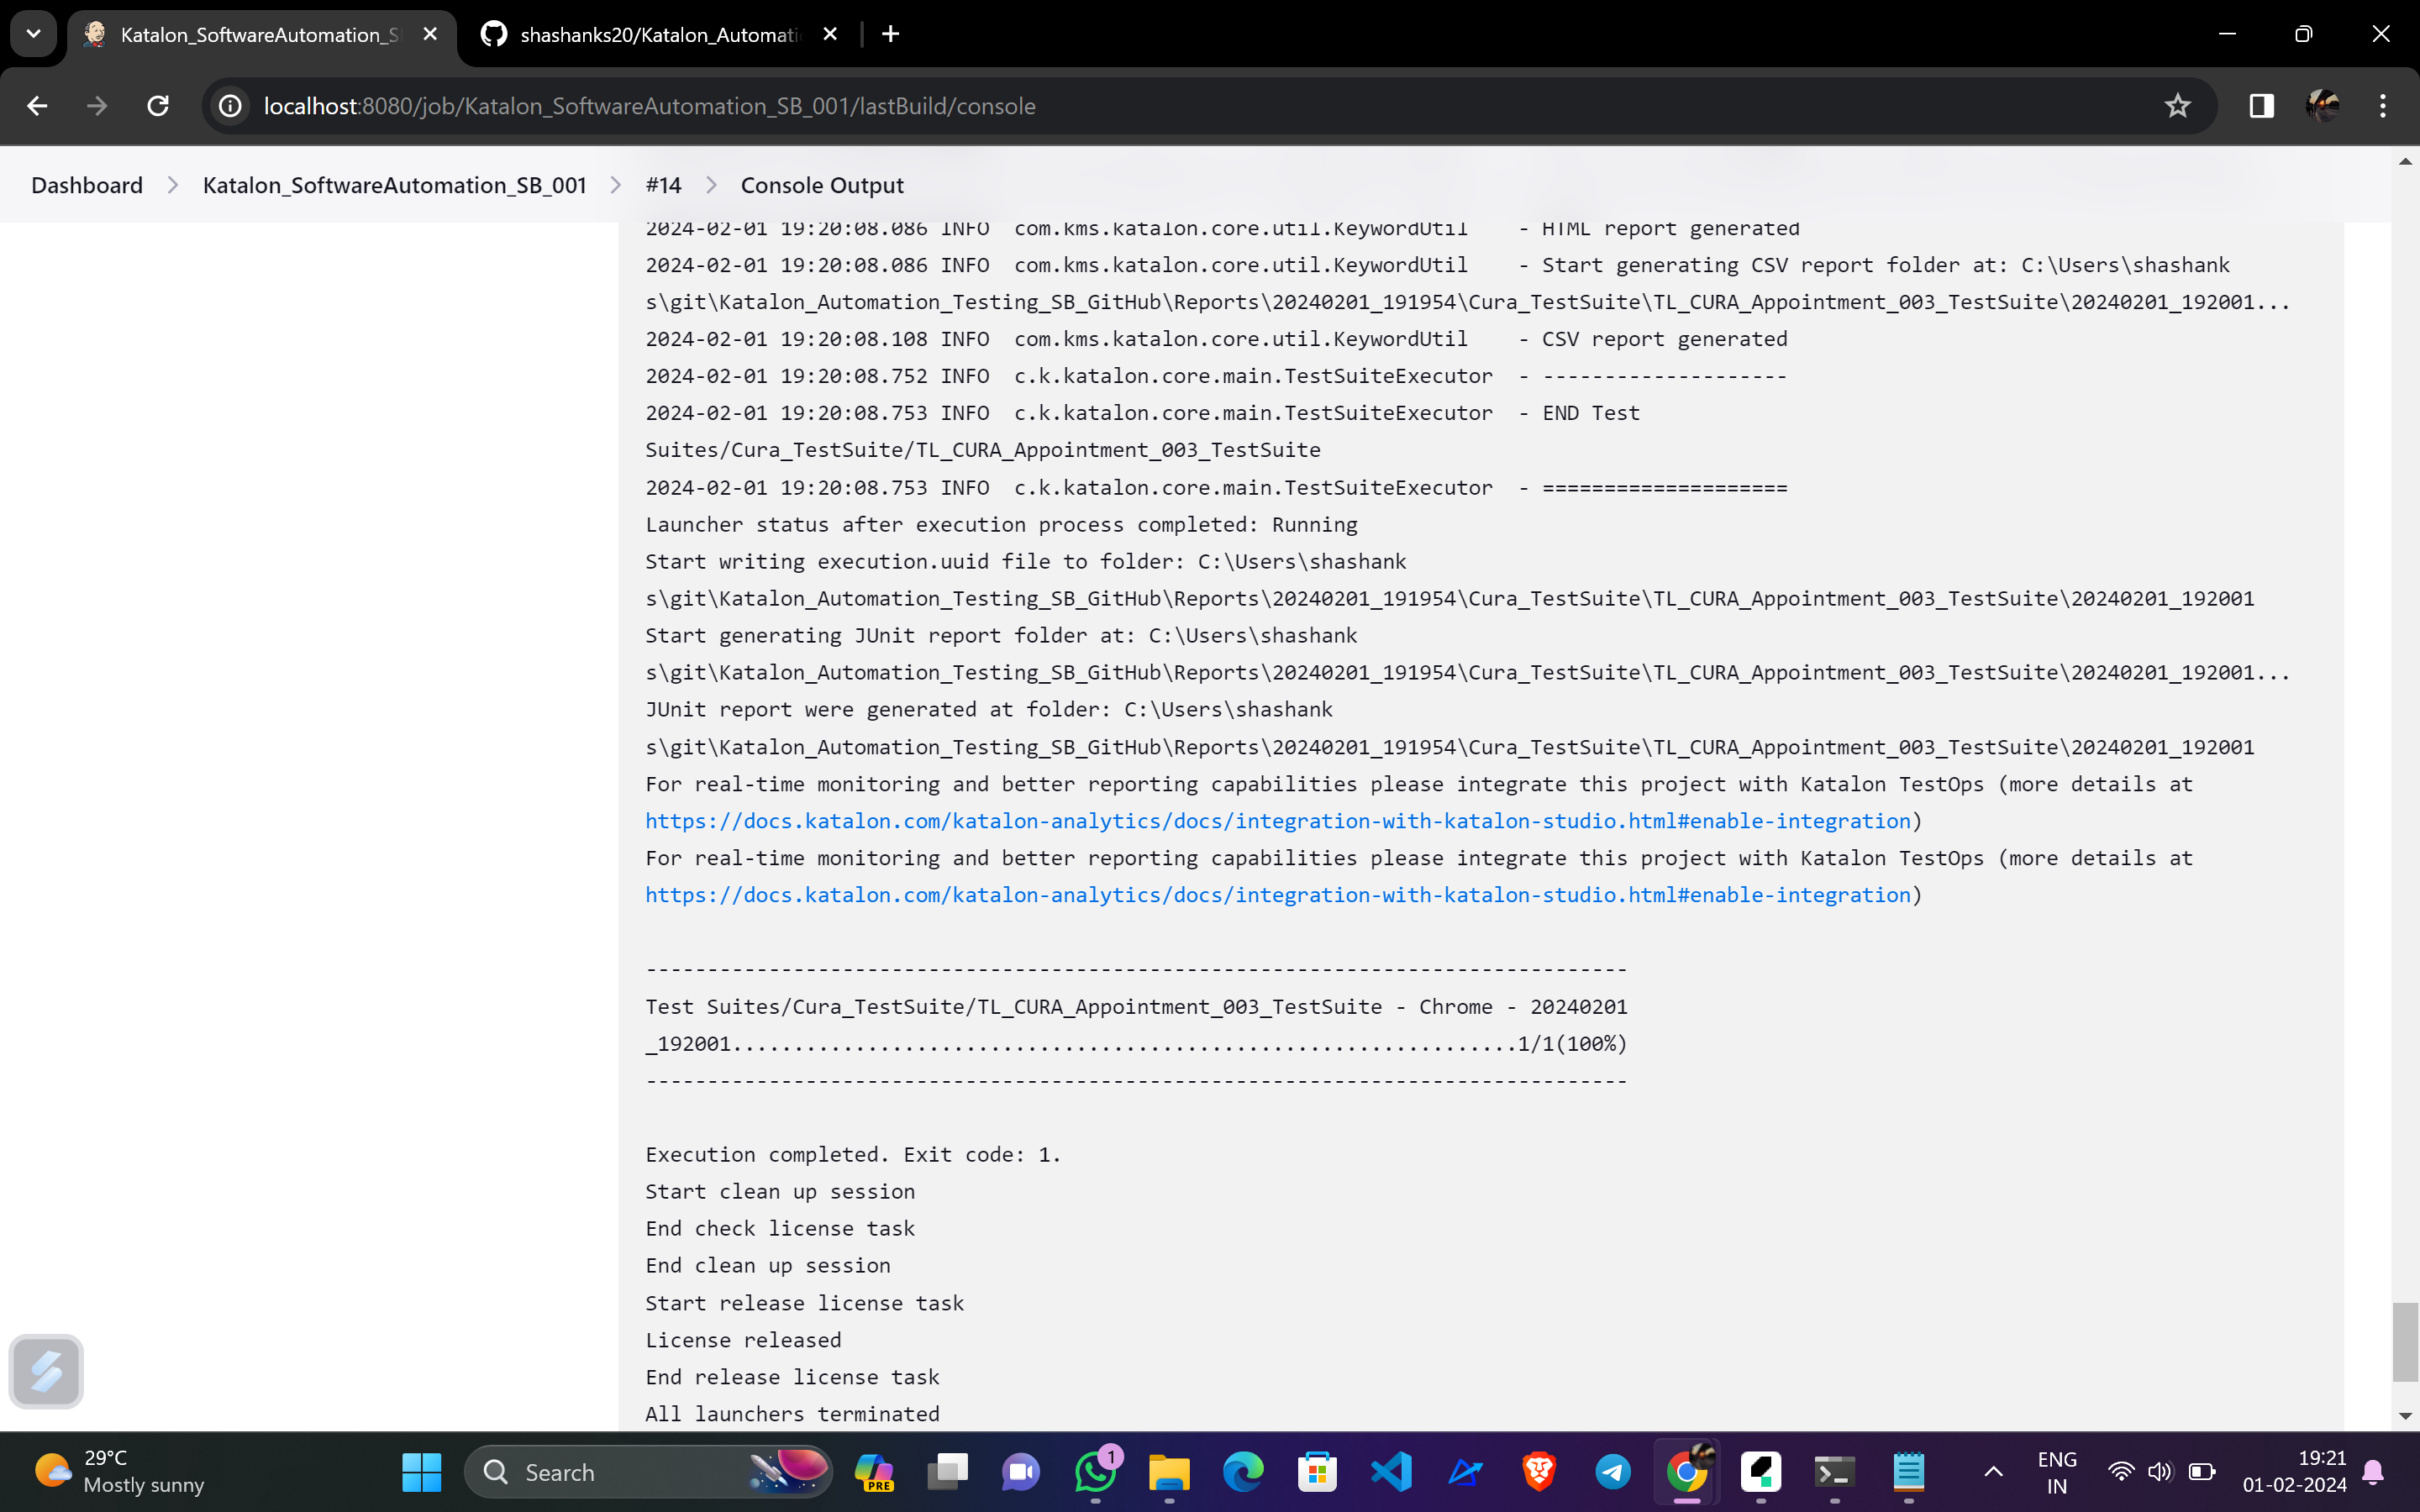 Katalon_SoftwareAutomation_S
shashanks20/Katalon_Automati
localhost:8080/job/Katalon_SoftwareAutomation_SB_001/lastBuild/console
Dashboard
Katalon_SoftwareAutomation_SB_001
#14
Console Output
2024-02-01 19:20:08.086 INFO  com.kms.katalon.core.util.KeywordUtil    - HTML report generated
2024-02-01 19:20:08.086 INFO  com.kms.katalon.core.util.KeywordUtil    - Start generating CSV report folder at: C:\Users\shashank
s\git\Katalon_Automation_Testing_SB_GitHub\Reports\20240201_191954\Cura_TestSuite\TL_CURA_Appointment_003_TestSuite\20240201_192001...
2024-02-01 19:20:08.108 INFO  com.kms.katalon.core.util.KeywordUtil    - CSV report generated
2024-02-01 19:20:08.752 INFO  c.k.katalon.core.main.TestSuiteExecutor  - --------------------
2024-02-01 19:20:08.753 INFO  c.k.katalon.core.main.TestSuiteExecutor  - END Test
Suites/Cura_TestSuite/TL_CURA_Appointment_003_TestSuite
2024-02-01 19:20:08.753 INFO  c.k.katalon.core.main.TestSuiteExecutor  - ====================
Launcher status after execution process completed: Running
Start writing execution.uuid file to folder: C:\Users\shashank
s\git\Katalon_Automation_Testing_SB_GitHub\Reports\20240201_191954\Cura_TestSuite\TL_CURA_Appointment_003_TestSuite\20240201_192001
Start generating JUnit report folder at: C:\Users\shashank
s\git\Katalon_Automation_Testing_SB_GitHub\Reports\20240201_191954\Cura_TestSuite\TL_CURA_Appointment_003_TestSuite\20240201_192001...
JUnit report were generated at folder: C:\Users\shashank
s\git\Katalon_Automation_Testing_SB_GitHub\Reports\20240201_191954\Cura_TestSuite\TL_CURA_Appointment_003_TestSuite\20240201_192001
For real-time monitoring and better reporting capabilities please integrate this project with Katalon TestOps (more details at
https://docs.katalon.com/katalon-analytics/docs/integration-with-katalon-studio.html#enable-integration)
For real-time monitoring and better reporting capabilities please integrate this project with Katalon TestOps (more details at
https://docs.katalon.com/katalon-analytics/docs/integration-with-katalon-studio.html#enable-integration)
--------------------------------------------------------------------------------
Test Suites/Cura_TestSuite/TL_CURA_Appointment_003_TestSuite - Chrome - 20240201
_192001................................................................1/1(100%)
--------------------------------------------------------------------------------
Execution completed. Exit code: 1.
Start clean up session
End check license task
End clean up session
Start release license task
License released
End release license task
All launchers terminated
29°C
Mostly sunny
Search
PRE
1
ENG
IN
19:21
01-02-2024